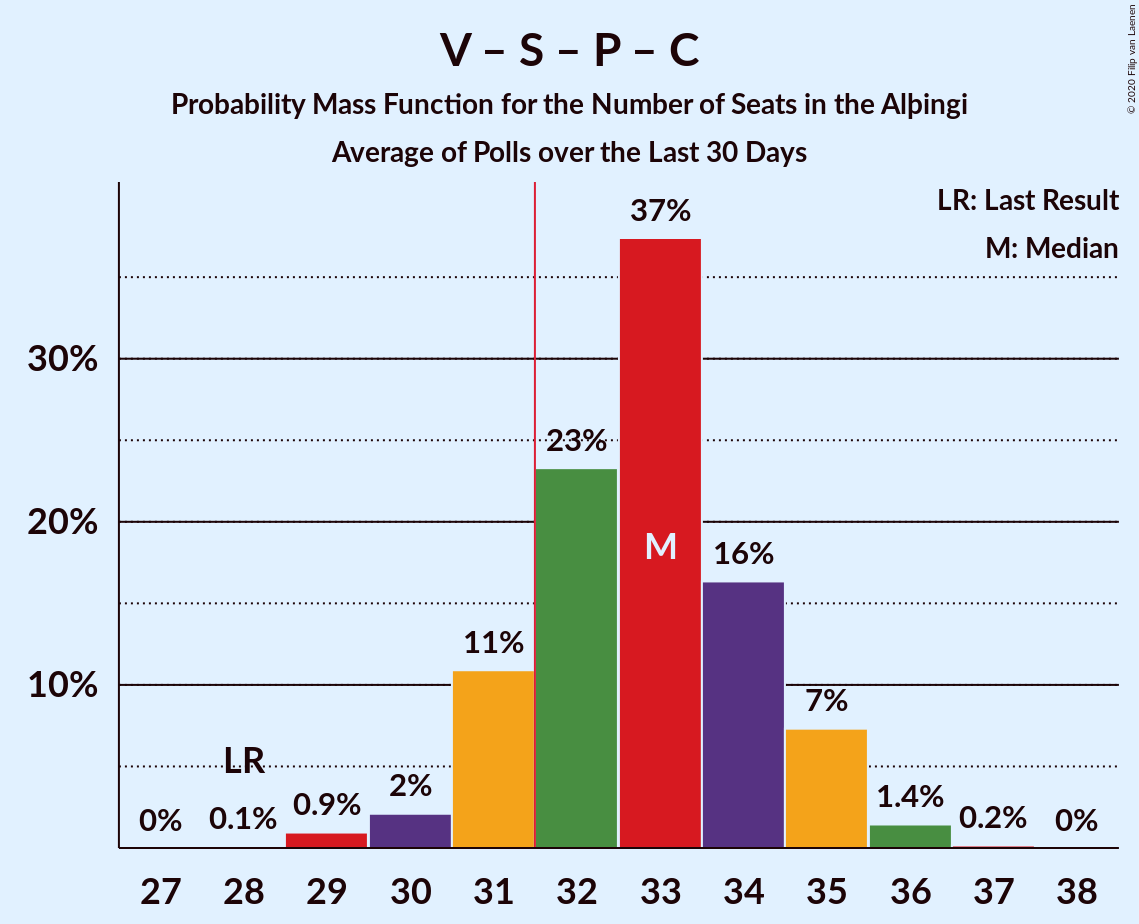 V – S – P – C
Probability Mass Function for the Number of Seats in the Alþingi
Average of Polls over the Last 30 Days
© 2020 Filip van Laenen
LR: Last Result
M: Median
30%
20%
10%
0%
LR
0.1%
0.9%
2%
11%
23%
37%
M
16%
7%
1.4%
0.2%
0%
27 28 29 30 31 32 33 34 35 36 37 38